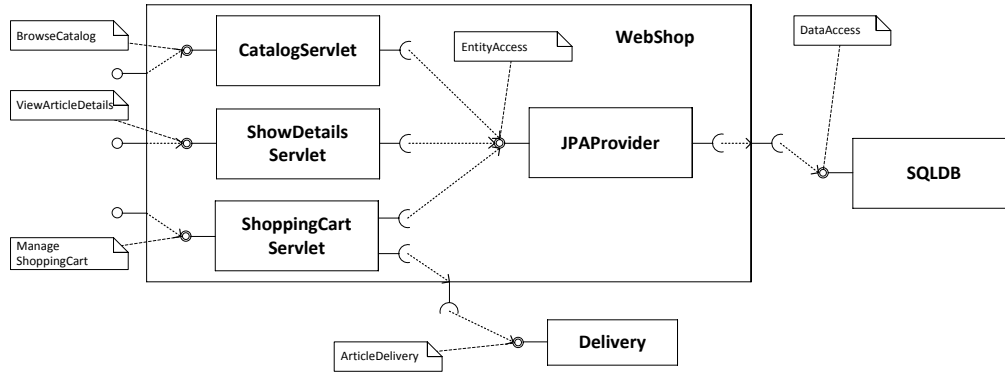 BrowseCatalog
CatalogServlet
EntityAccess
WebShop
DataAccess
ViewArticleDetails
ShowDetails
Servlet
JPAProvider
SQLDB
ShoppingCart
Servlet
Manage
ShoppingCart
ArticleDelivery
Delivery